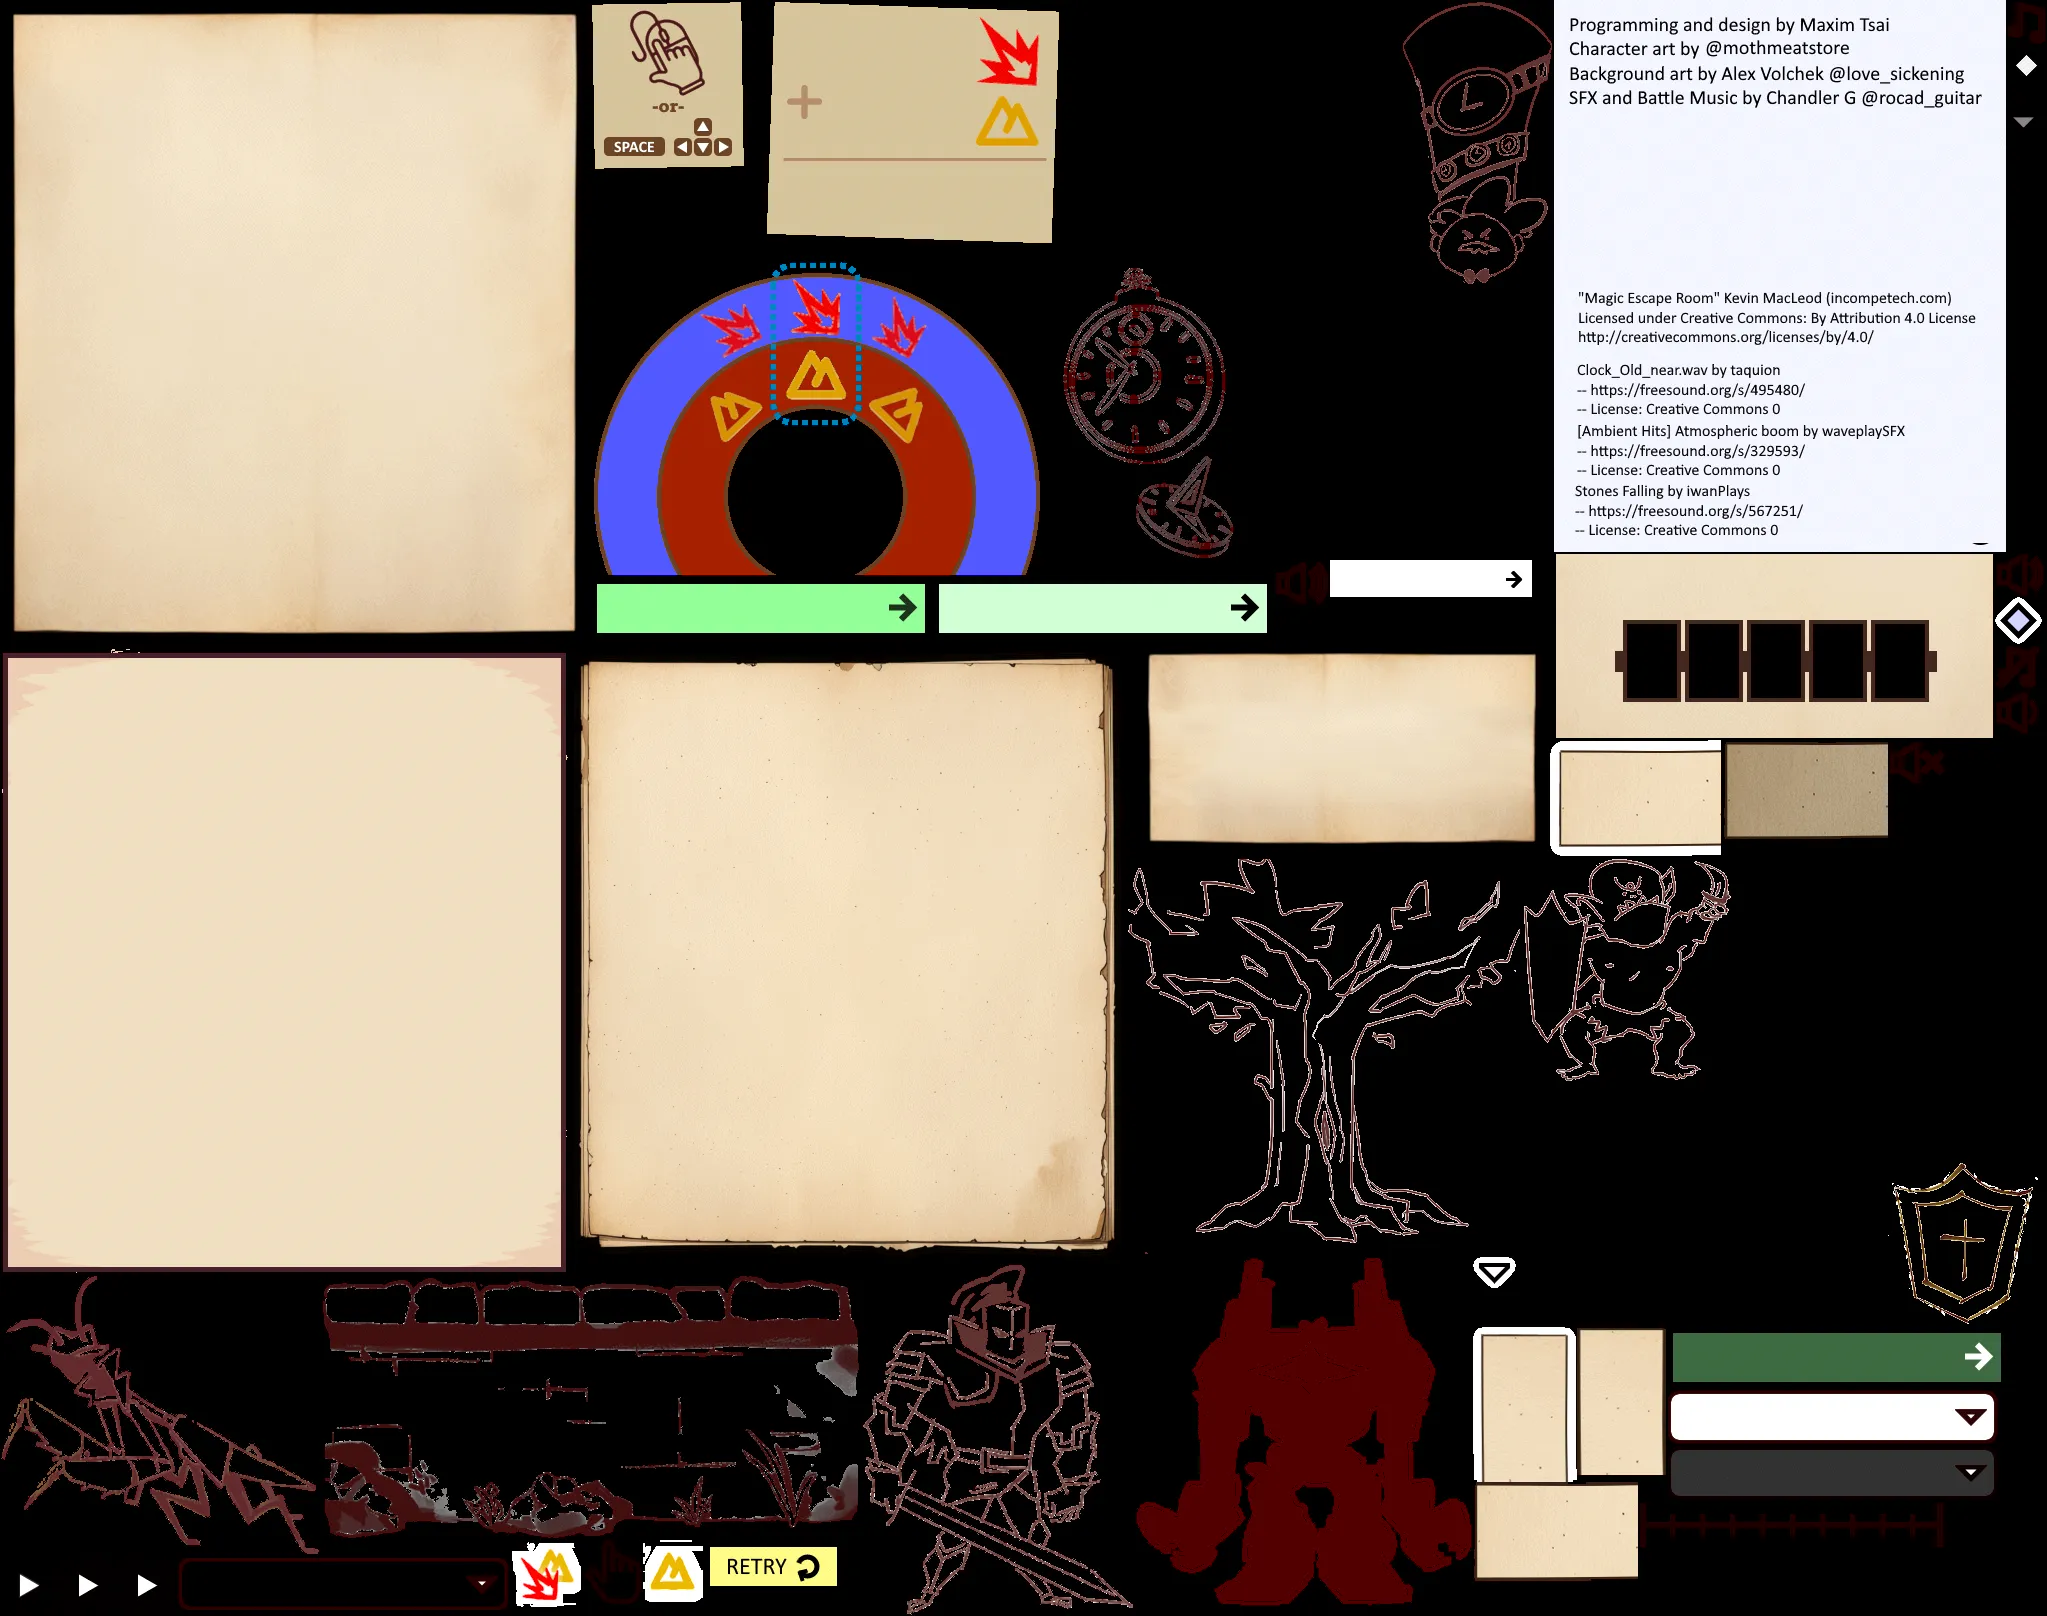 -or-
SPACE
Programming and design by Maxim Tsai
Character art by @mothmeatstore
Background art by Alex Volchek @love_sickening
SFX and Battle Music by Chandler G @rocad_guitar
"Magic Escape Room" Kevin MacLeod (incompetech.com)
Licensed under Creative Commons: By Attribution 4.0 License
http://creativecommons.org/licenses/by/4.0/
Clock_Old_near.wav by taquion
-- https://freesound.org/s/495480/
-- License: Creative Commons 0
[Ambient Hits] Atmospheric boom by waveplaySFX
-- https://freesound.org/s/329593/
-- License: Creative Commons 0
Stones Falling by iwanPlays
-- https://freesound.org/s/567251/
-- License: Creative Commons 0
RETRY